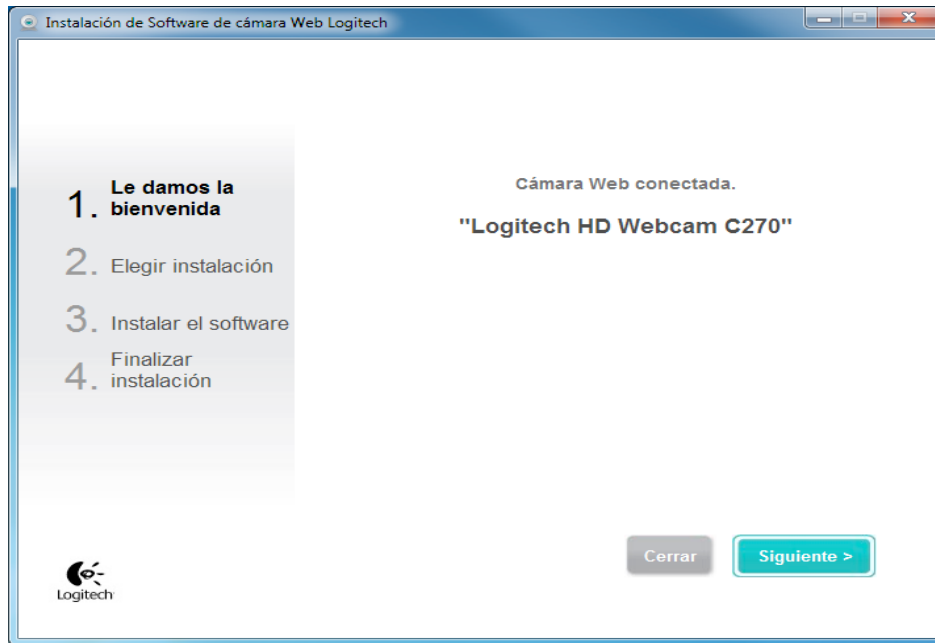 Instalación de Software de cámara Web Logitech
1. Le damos la
bienvenida
2. Elegir instalación
3. Instalar el software
4. Finalizar
instalación
Cámara Web conectada.
"Logitech HD Webcam C270"
Cerrar
Siguiente >
Logitech